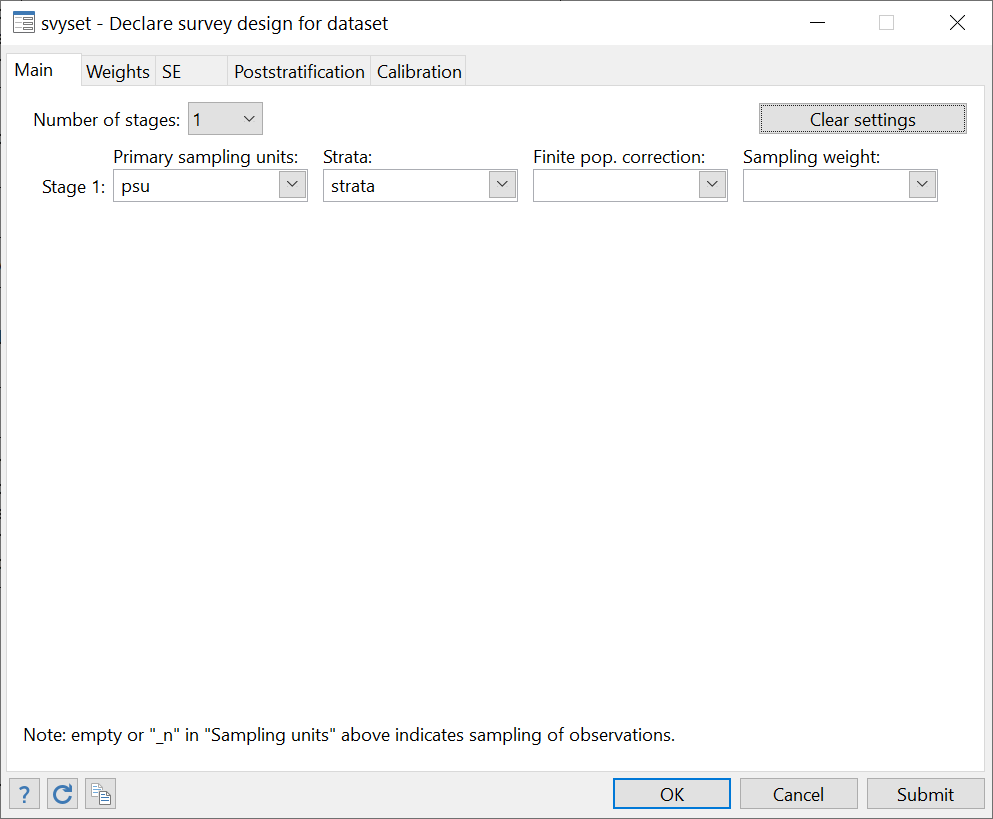 svyset - Declare survey design for dataset
Main Weights SE Poststratification Calibration
Number of stages: 1 Clear settings
Primary sampling units: Strata: Finite pop. correction: Sampling weight:
Stage 1: psu strata
Note: empty or "_n" in "Sampling units" above indicates sampling of observations.
? OK Cancel Submit